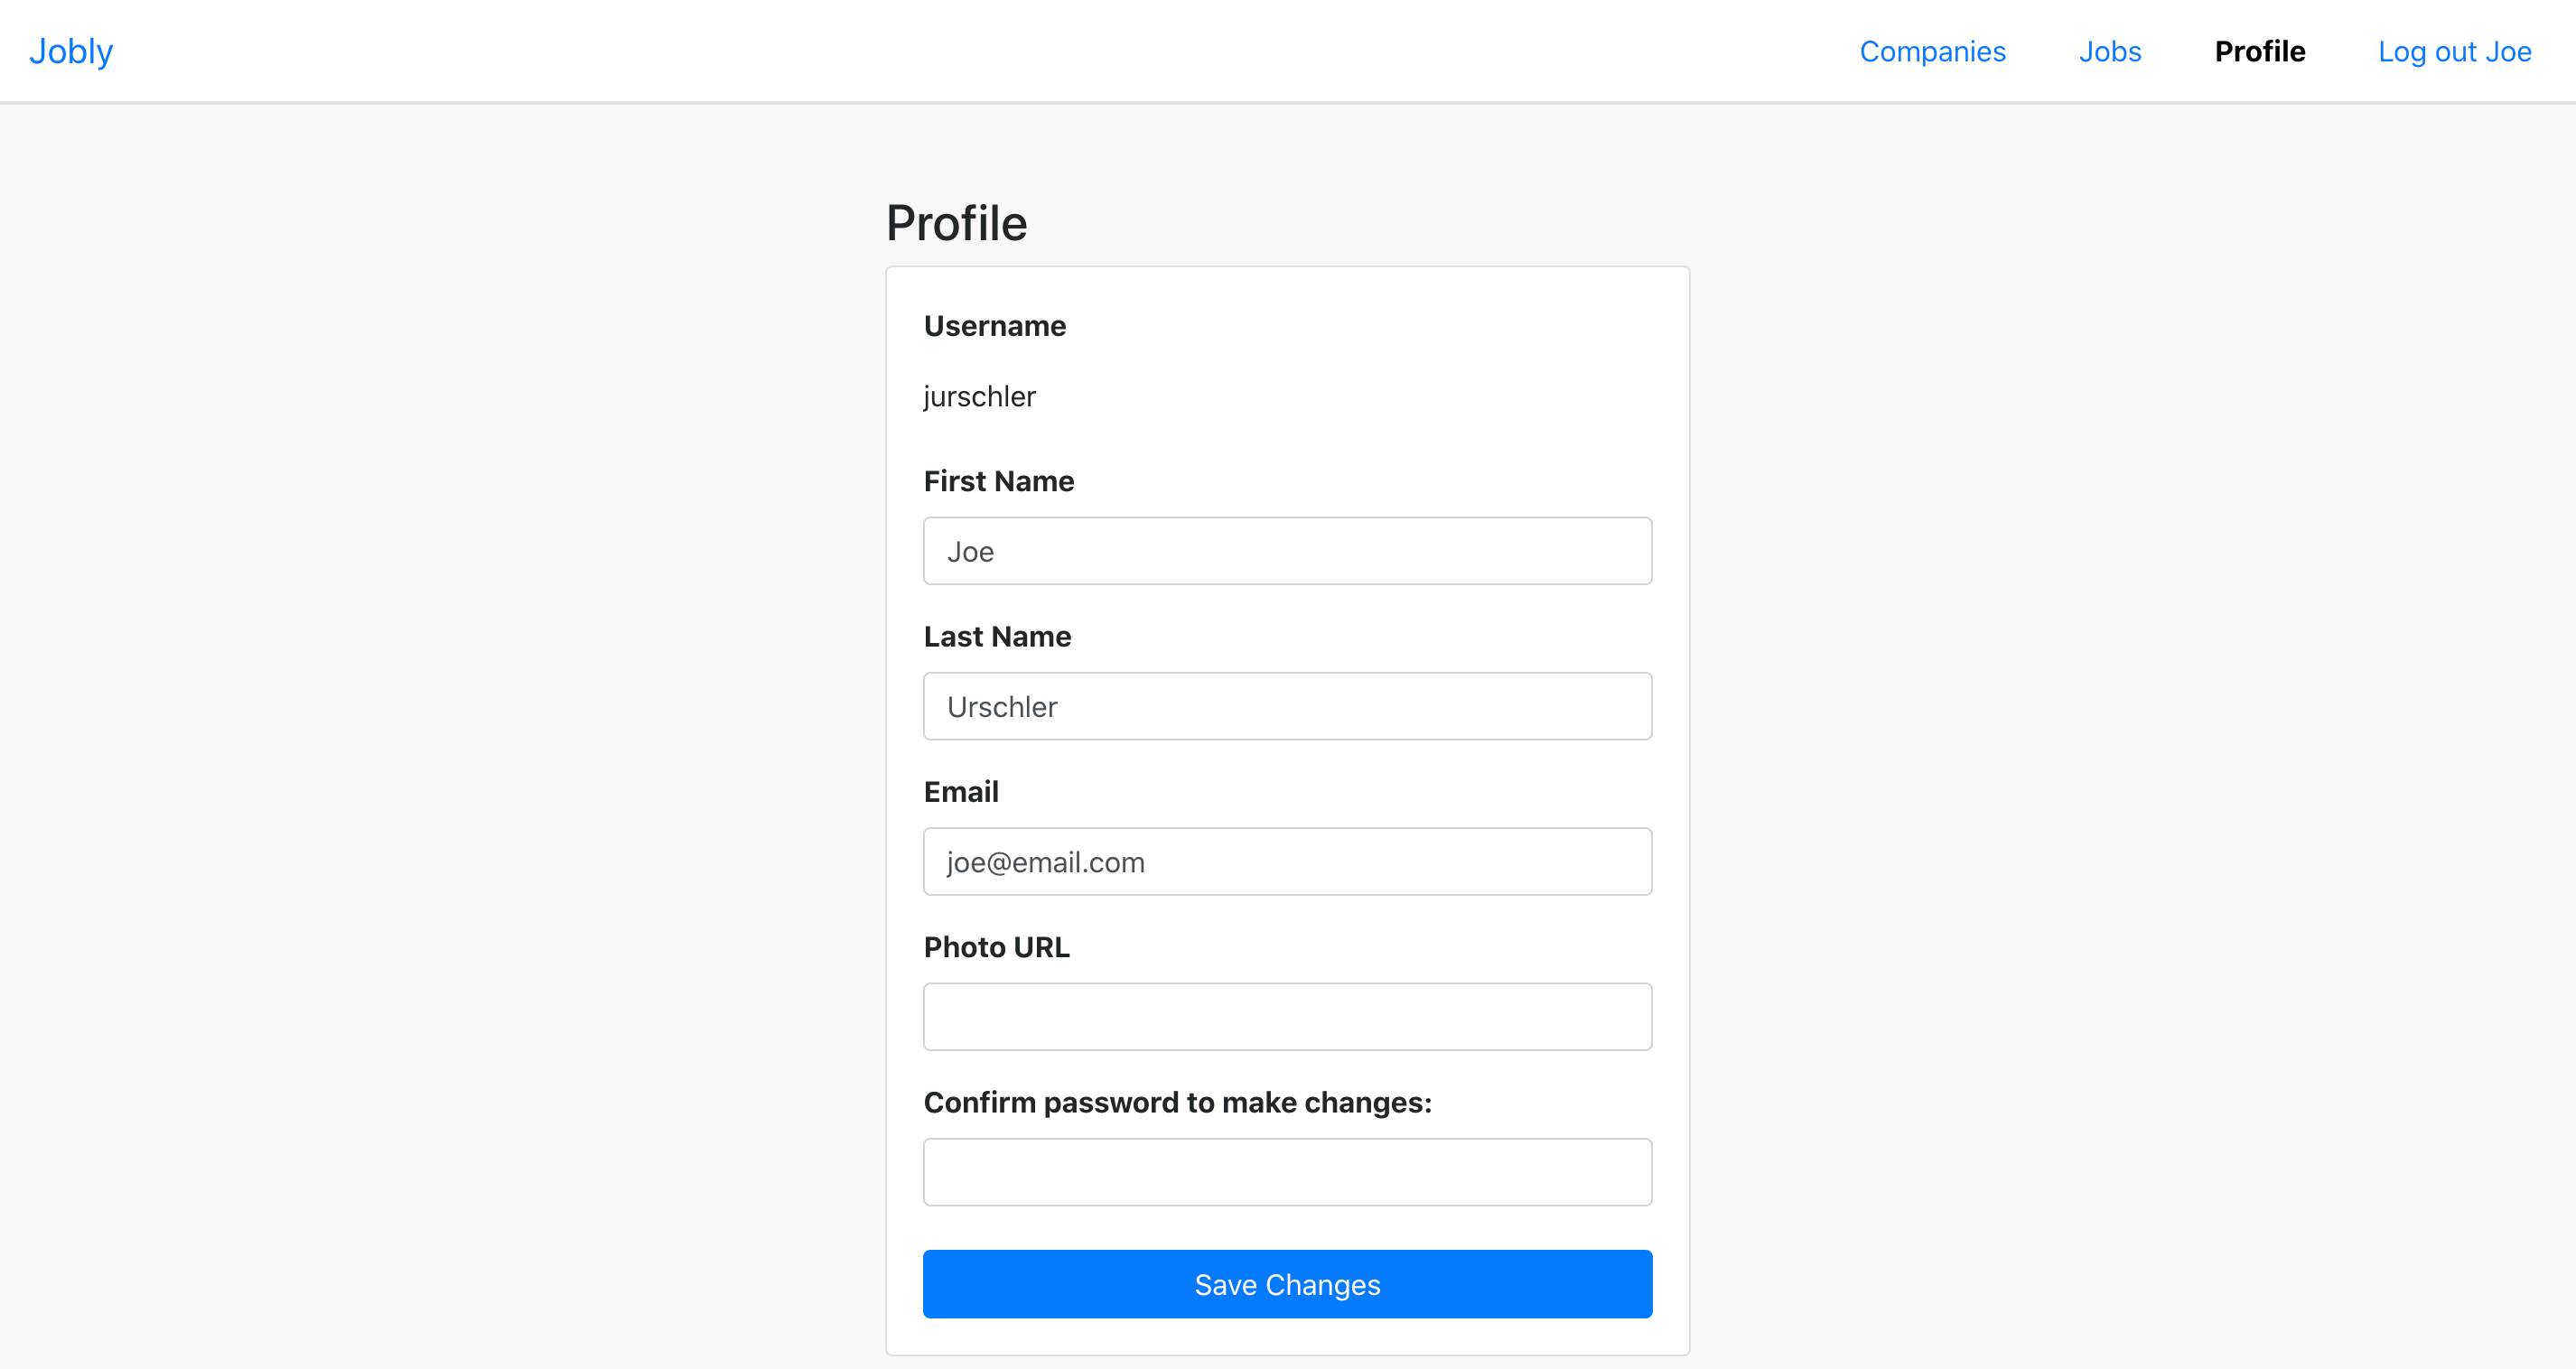 Jobly Companies Jobs Profile Log out Joe
Profile
Username
jurschler
First Name
Joe
Last Name
Urschler
Email
joe@email.com
Photo URL
Confirm password to make changes:
Save Changes